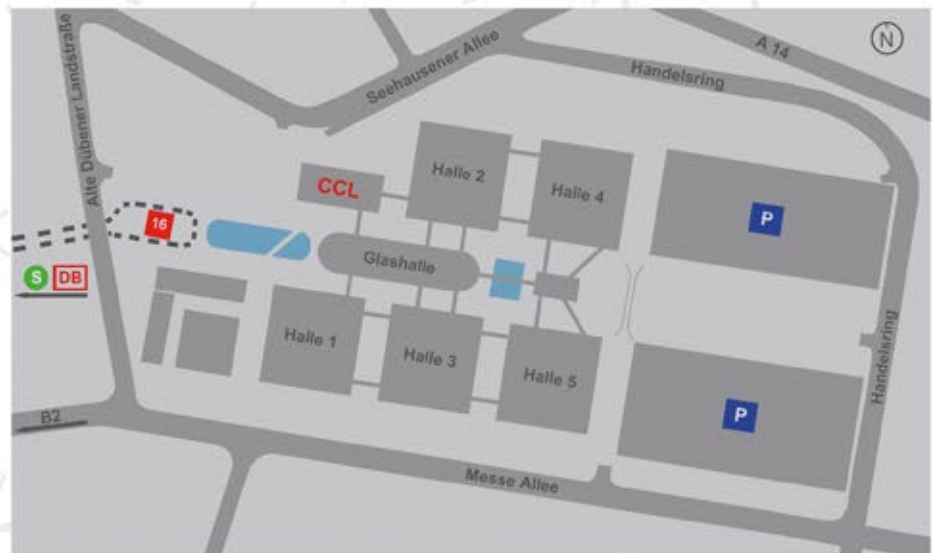 Alte Dübener Landstraße
Seehausener Allee
A 14
N
Handelsring
CCL
Halle 2
Halle 4
P
16
Glashalle
S DB
Halle 1
Halle 3
Halle 5
Handelsring
P
B2
Messe Allee